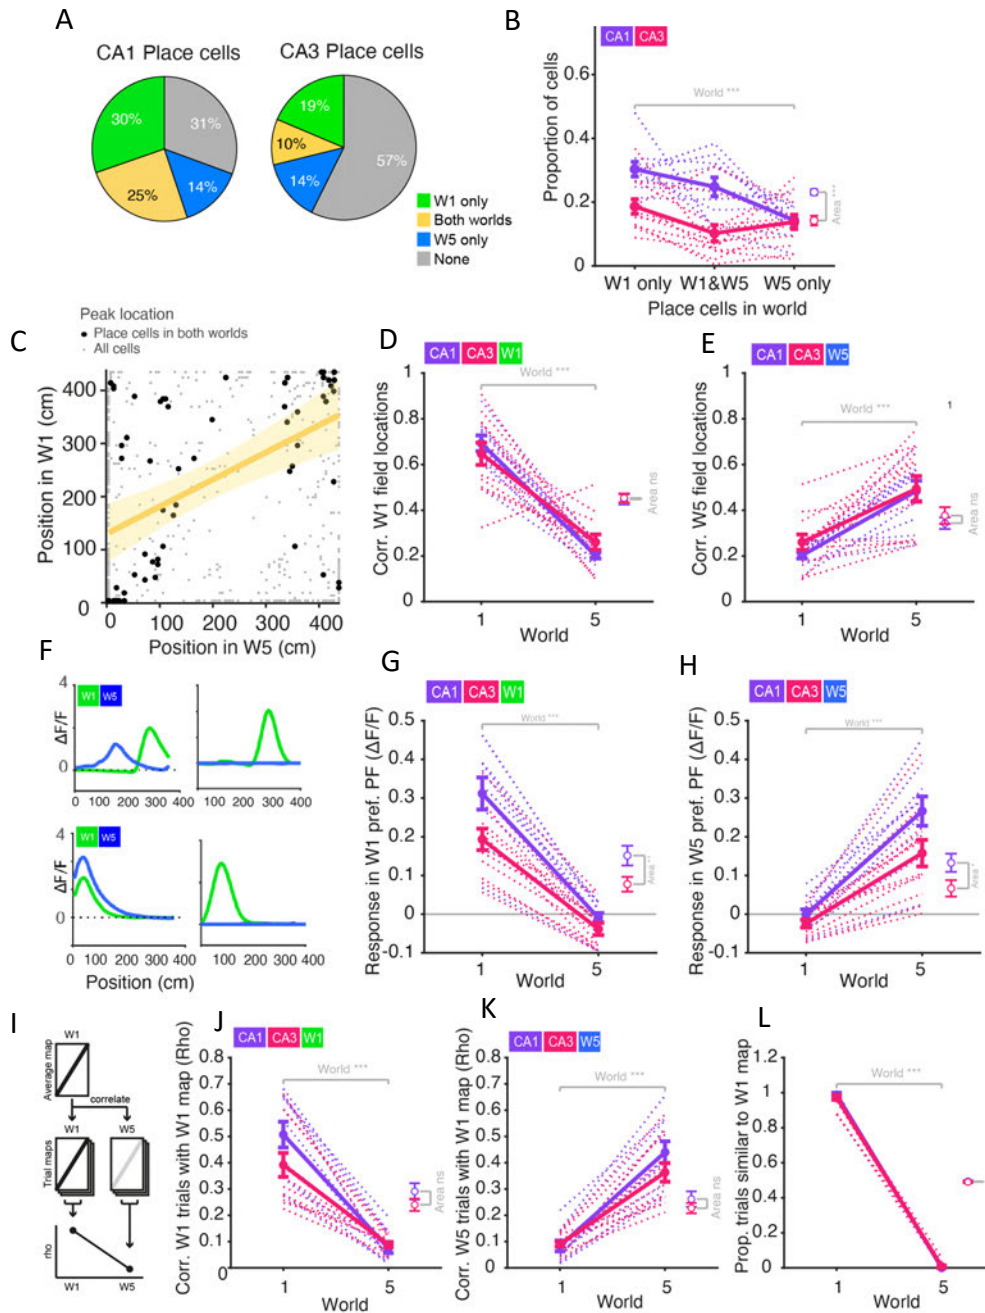 A
CA1 Place cells
CA3 Place cells
30%
31%
25%
14%
19%
10%
14%
57%
W1 only
Both worlds
W5 only
None
B
CA1 CA3
Proportion of cells
0.6
0.4
0.2
0
World ***
Area ***
W1 only W1&W5 W5 only
Place cells in world
C
Peak location
Place cells in both worlds
All cells
Position in W1 (cm)
400
300
200
100
0
0 100 200 300 400
Position in W5 (cm)
D
CA1 CA3 W1
Corr. W1 field locations
1
0.8
0.6
0.4
0.2
0
World ***
Area ns
1 5
World
E
CA1 CA3 W5
Corr. W5 field locations
1
0.8
0.6
0.4
0.2
0
World ***
1
Area ns
1 5
World
F
W1 W5
ΔF/F
4
0
0 100 200 300 400
0 100 200 300 400
W1 W5
ΔF/F
4
0
0 100 200 300 400
0 100 200 300 400
Position (cm)
G
CA1 CA3 W1
Response in W1 pref. PF (ΔF/F)
0.5
0.4
0.3
0.2
0.1
0
-0.1
World ***
Area
1 5
World
H
CA1 CA3 W5
Response in W5 pref. PF (ΔF/F)
0.5
0.4
0.3
0.2
0.1
0
-0.1
World ***
Area
1 5
World
I
W1
Average map
correlate
W1 W5
Trial maps
rho
W1 W5
J
CA1 CA3 W1
Corr. W1 trials with W1 map (Rho)
0.8
0.7
0.6
0.5
0.4
0.3
0.2
0.1
0
World ***
Area ns
1 5
World
K
CA1 CA3 W5
Corr. W5 trials with W1 map (Rho)
0.8
0.7
0.6
0.5
0.4
0.3
0.2
0.1
0
World ***
Area ns
1 5
World
L
Prop. trials similar to W1 map
1.2
1
0.8
0.6
0.4
0.2
0
World ***
1 5
World